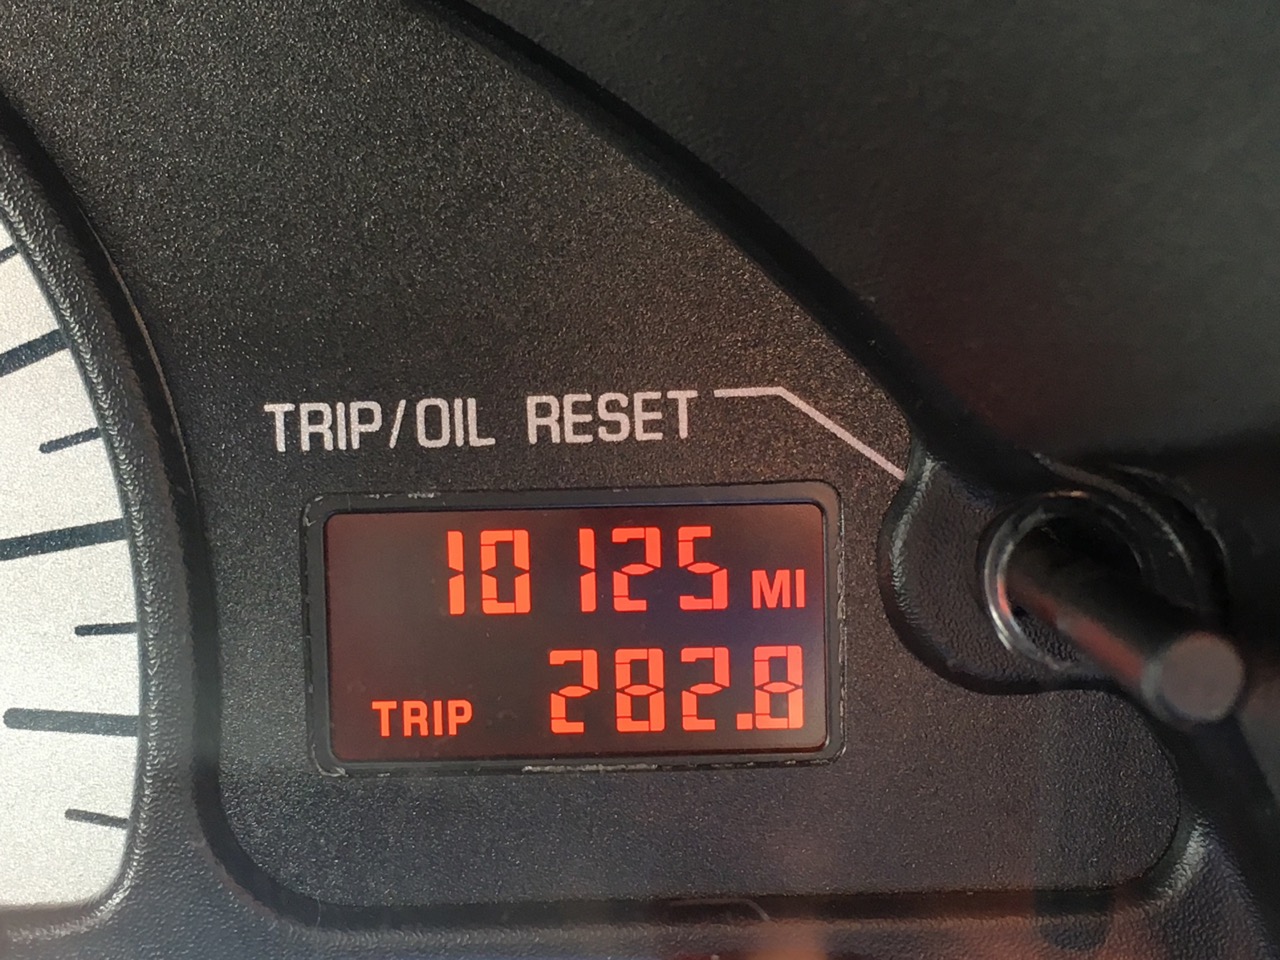 TRIP/OIL RESET
10125 MI
TRIP 282.8